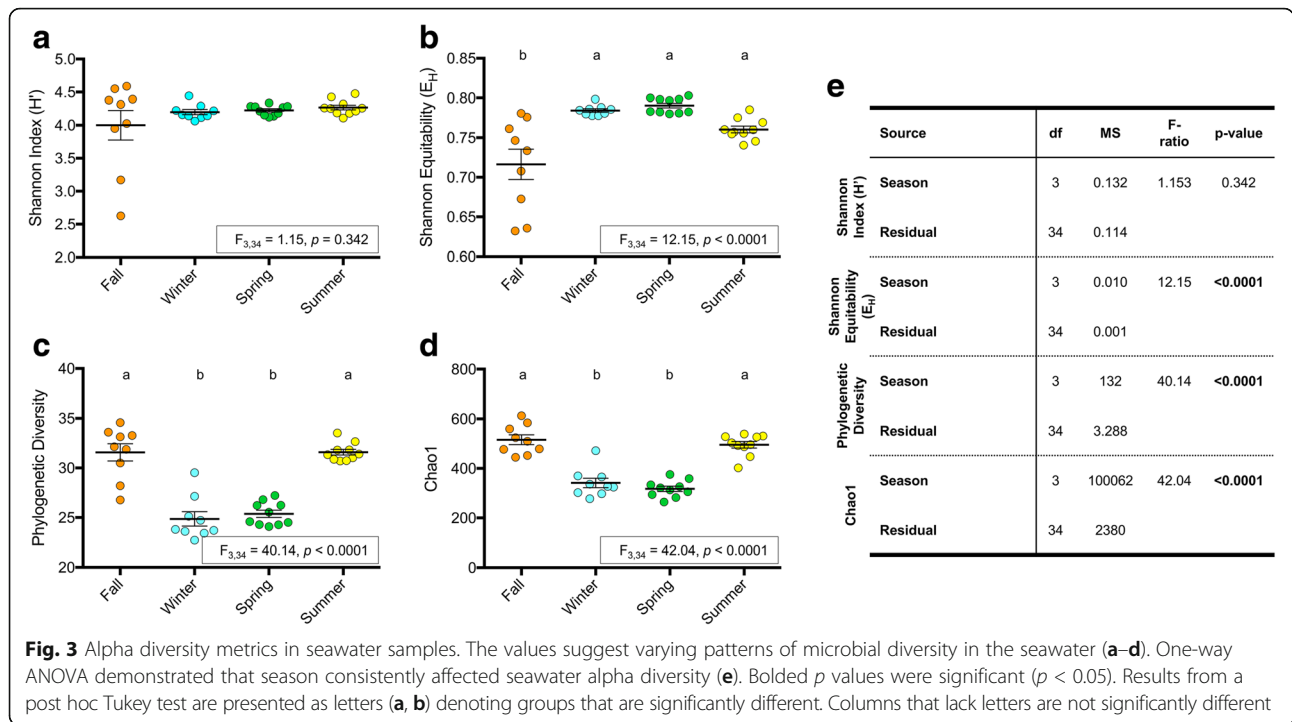 a
Shannon Index (H')
5.0
4.5
4.0
3.5
3.0
2.5
2.0
F3,34 = 1.15, p = 0.342
Fall
Winter
Spring
Summer
b
Shannon Equitability (EH)
0.85
0.80
0.75
0.70
0.65
0.60
b a a a
F3,34 = 12.15, p < 0.0001
Fall
Winter
Spring
Summer
c
Phylogenetic Diversity
40
35
30
25
20
a b b a
F3,34 = 40.14, p < 0.0001
Fall
Winter
Spring
Summer
d
Chao1
800
600
400
200
0
a b b a
F3,34 = 42.04, p < 0.0001
Fall
Winter
Spring
Summer
e
Source df MS F-
ratio p-value
Shannon
Index (H')
Season 3 0.132 1.153 0.342
Residual 34 0.114
Shannon
Equitability
(EH)
Season 3 0.010 12.15 <0.0001
Residual 34 0.001
Phylogenetic
Diversity
Season 3 132 40.14 <0.0001
Residual 34 3.288
Chao1
Season 3 100062 42.04 <0.0001
Residual 34 2380
Fig. 3 Alpha diversity metrics in seawater samples. The values suggest varying patterns of microbial diversity in the seawater (a–d). One-way
ANOVA demonstrated that season consistently affected seawater alpha diversity (e). Bolded p values were significant (p < 0.05). Results from a
post hoc Tukey test are presented as letters (a, b) denoting groups that are significantly different. Columns that lack letters are not significantly different